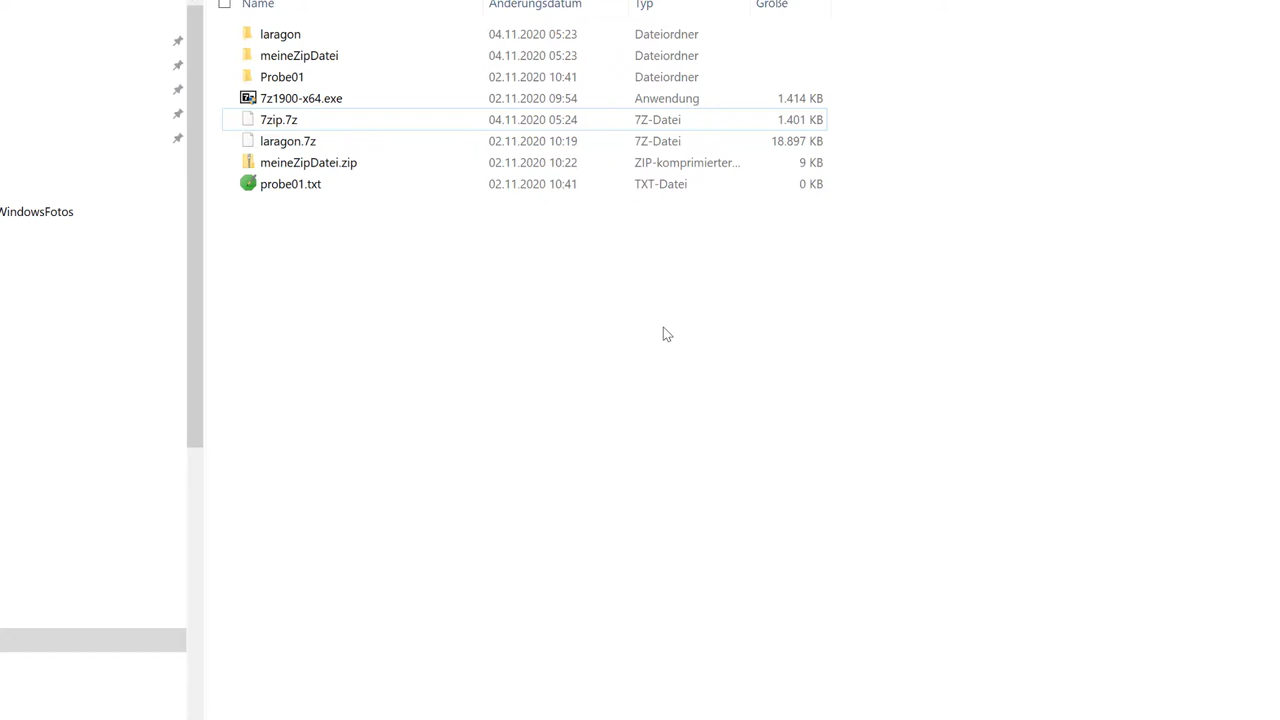 Name Änderungsdatum Typ Größe
laragon 04.11.2020 05:23 Dateiordner
meineZipDatei 04.11.2020 05:23 Dateiordner
Probe01 02.11.2020 10:41 Dateiordner
7z1900-x64.exe 02.11.2020 09:54 Anwendung 1.414 KB
7zip.7z 04.11.2020 05:24 7Z-Datei 1.401 KB
laragon.7z 02.11.2020 10:19 7Z-Datei 18.897 KB
meineZipDatei.zip 02.11.2020 10:22 ZIP-komprimierter... 9 KB
probe01.txt 02.11.2020 10:41 TXT-Datei 0 KB
WindowsFotos